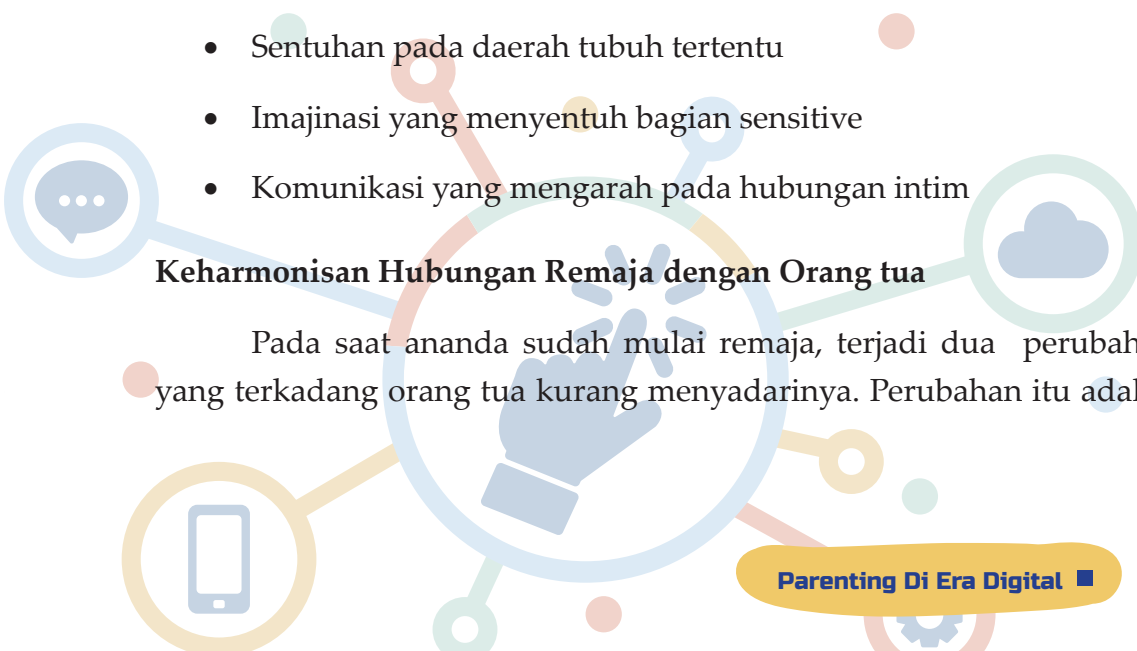 • Sentuhan pada daerah tubuh tertentu
• Imajinasi yang menyentuh bagian sensitive
• Komunikasi yang mengarah pada hubungan intim
Keharmonisan Hubungan Remaja dengan Orang tua
Pada saat ananda sudah mulai remaja, terjadi dua perubah
yang terkadang orang tua kurang menyadarinya. Perubahan itu adal
Parenting Di Era Digital